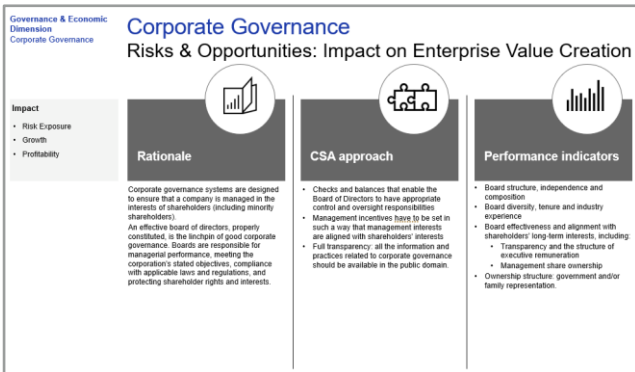 Governance & Economic
Dimension
Corporate Governance
Corporate Governance
Risks & Opportunities: Impact on Enterprise Value Creation
Impact
• Risk Exposure
• Growth
• Profitability
Rationale
Corporate governance systems are designed
to ensure that a company is managed in the
interests of shareholders (including minority
shareholders).
An effective board of directors, properly
constituted, is the linchpin of good corporate
governance. Boards are responsible for
managerial performance, meeting the
corporation's stated objectives, compliance
with applicable laws and regulations, and
protecting shareholder rights and interests.
CSA approach
• Checks and balances that enable the
Board of Directors to have appropriate
control and oversight responsibilities
• Management incentives have to be set in
such a way that management interests
are aligned with shareholders' interests
• Full transparency: all the information and
practices related to corporate governance
should be available in the public domain.
Performance indicators
• Board structure, independence and
composition
• Board diversity, tenure and industry
experience
• Board effectiveness and alignment with
shareholders' long-term interests, including:
• Transparency and the structure of
executive remuneration
• Management share ownership
• Ownership structure: government and/or
family representation.